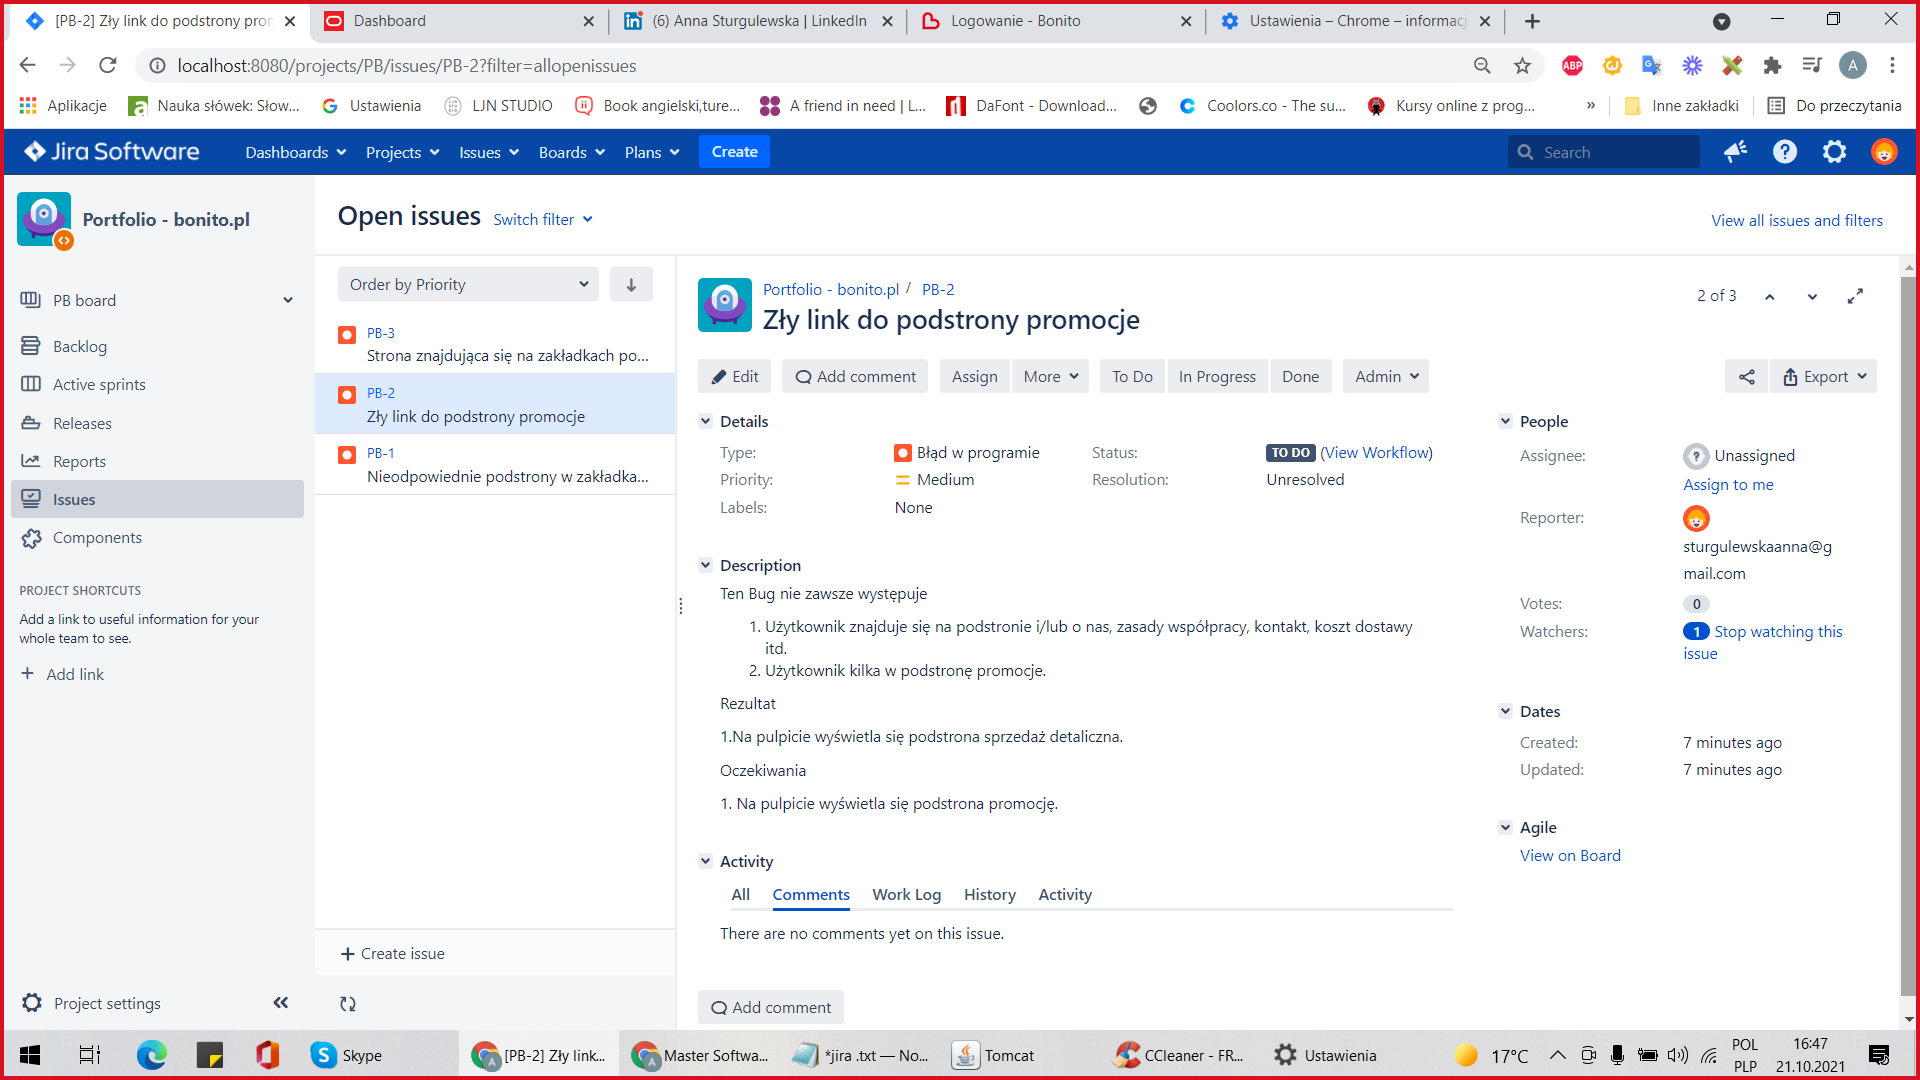 [PB-2] Zły link do podstrony pron
Dashboard
(6) Anna Sturgulewska | LinkedIn
Logowanie - Bonito
Ustawienia – Chrome – informacj
localhost:8080/projects/PB/issues/PB-2?filter=allopenissues
ABP
A
Aplikacje
Nauka słówek: Słow...
Ustawienia
LJN STUDIO
Book angielski,ture...
A friend in need | L...
DaFont - Download...
Coolors.co - The su...
Kursy online z prog...
»
Inne zakładki
Do przeczytania
Jira Software
Dashboards
Projects
Issues
Boards
Plans
Create
Search
Portfolio - bonito.pl
PB board
Backlog
Active sprints
Releases
Reports
Issues
Components
PROJECT SHORTCUTS
Add a link to useful information for your
whole team to see.
+ Add link
Project settings
Open issues
Switch filter
View all issues and filters
Order by Priority
PB-3
Strona znajdująca się na zakładkach po...
PB-2
Zły link do podstrony promocje
PB-1
Nieodpowiednie podstrony w zakładka...
+ Create issue
Portfolio - bonito.pl / PB-2
Zły link do podstrony promocje
2 of 3
Edit
Add comment
Assign
More
To Do
In Progress
Done
Admin
Export
Details
Type:
Błąd w programie
Status:
TO DO (View Workflow)
Priority:
Medium
Resolution:
Unresolved
Labels:
None
Description
Ten Bug nie zawsze występuje
1. Użytkownik znajduje się na podstronie i/lub o nas, zasady współpracy, kontakt, koszt dostawy
itd.
2. Użytkownik kilka w podstronę promocje.
Rezultat
1.Na pulpicie wyświetla się podstrona sprzedaż detaliczna.
Oczekiwania
1. Na pulpicie wyświetla się podstrona promocję.
Activity
All
Comments
Work Log
History
Activity
There are no comments yet on this issue.
Add comment
People
Assignee:
Unassigned
Assign to me
Reporter:
sturgulewskaanna@g
mail.com
Votes:
0
Watchers:
1 Stop watching this
issue
Dates
Created:
7 minutes ago
Updated:
7 minutes ago
Agile
View on Board
Skype
[PB-2] Zły link...
Master Softwa...
*jira .txt — No...
Tomcat
CCleaner - FR...
Ustawienia
17°C
POL
PLP
16:47
21.10.2021